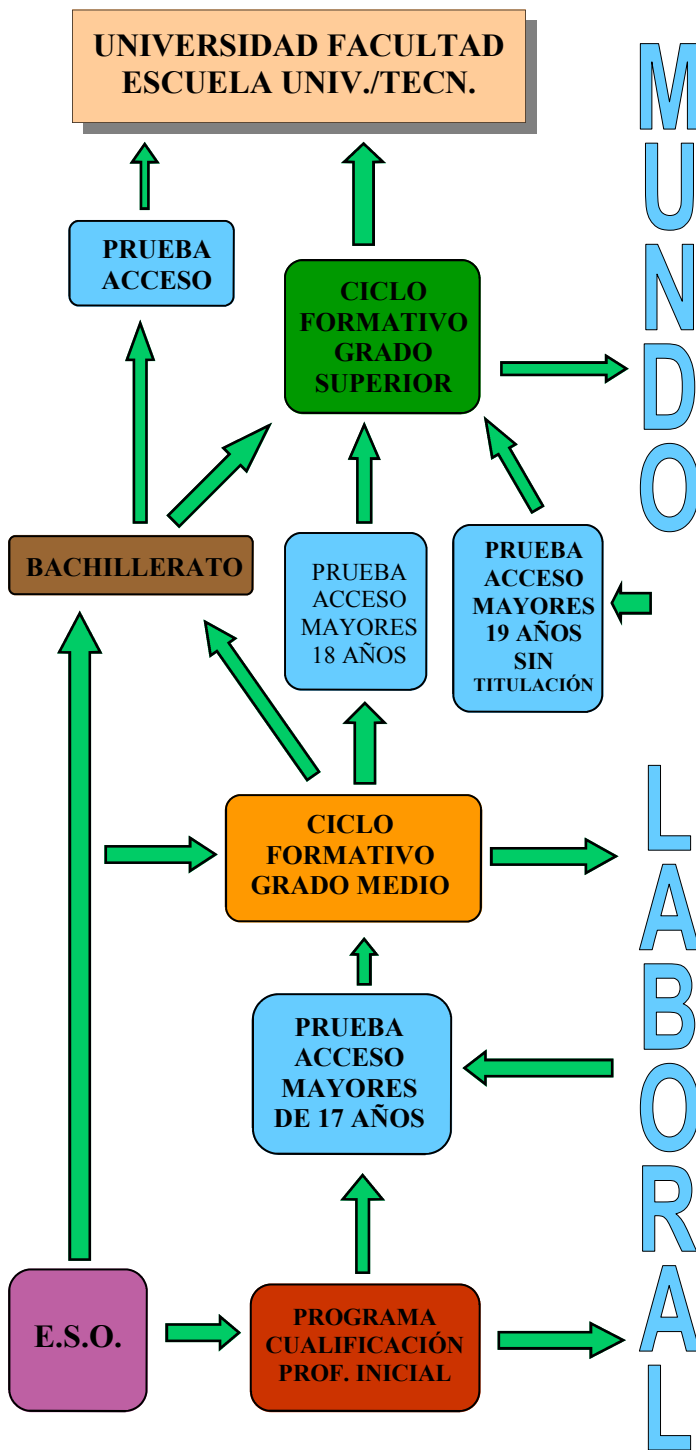 UNIVERSIDAD FACULTAD
ESCUELA UNIV./TECN.
PRUEBA
ACCESO
CICLO
FORMATIVO
GRADO
SUPERIOR
BACHILLERATO
PRUEBA
ACCESO
MAYORES
18 AÑOS
PRUEBA
ACCESO
MAYORES
19 AÑOS
SIN
TITULACIÓN
CICLO
FORMATIVO
GRADO MEDIO
PRUEBA
ACCESO
MAYORES
DE 17 AÑOS
E.S.O.
PROGRAMA
CUALIFICACIÓN
PROF. INICIAL
MUNDO
LABORAL